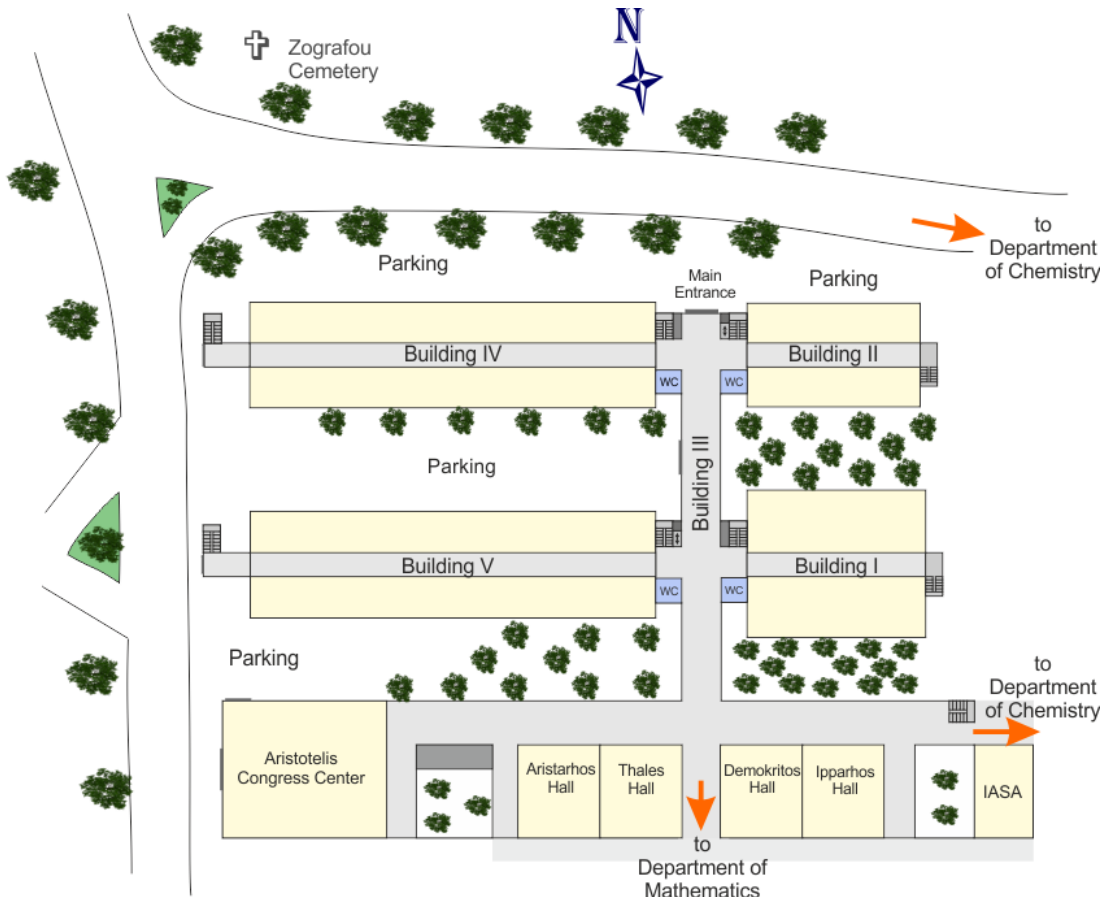 N
Zografou
Cemetery
to
Department
of Chemistry
Parking
Main
Entrance
Parking
Building IV
Building II
WC
WC
Building III
Parking
Building V
Building I
WC
WC
Parking
to
Department
of Chemistry
Aristotelis
Congress Center
Aristarhos
Hall
Thales
Hall
Demokritos
Hall
Ipparhos
Hall
IASA
to
Department of
Mathematics